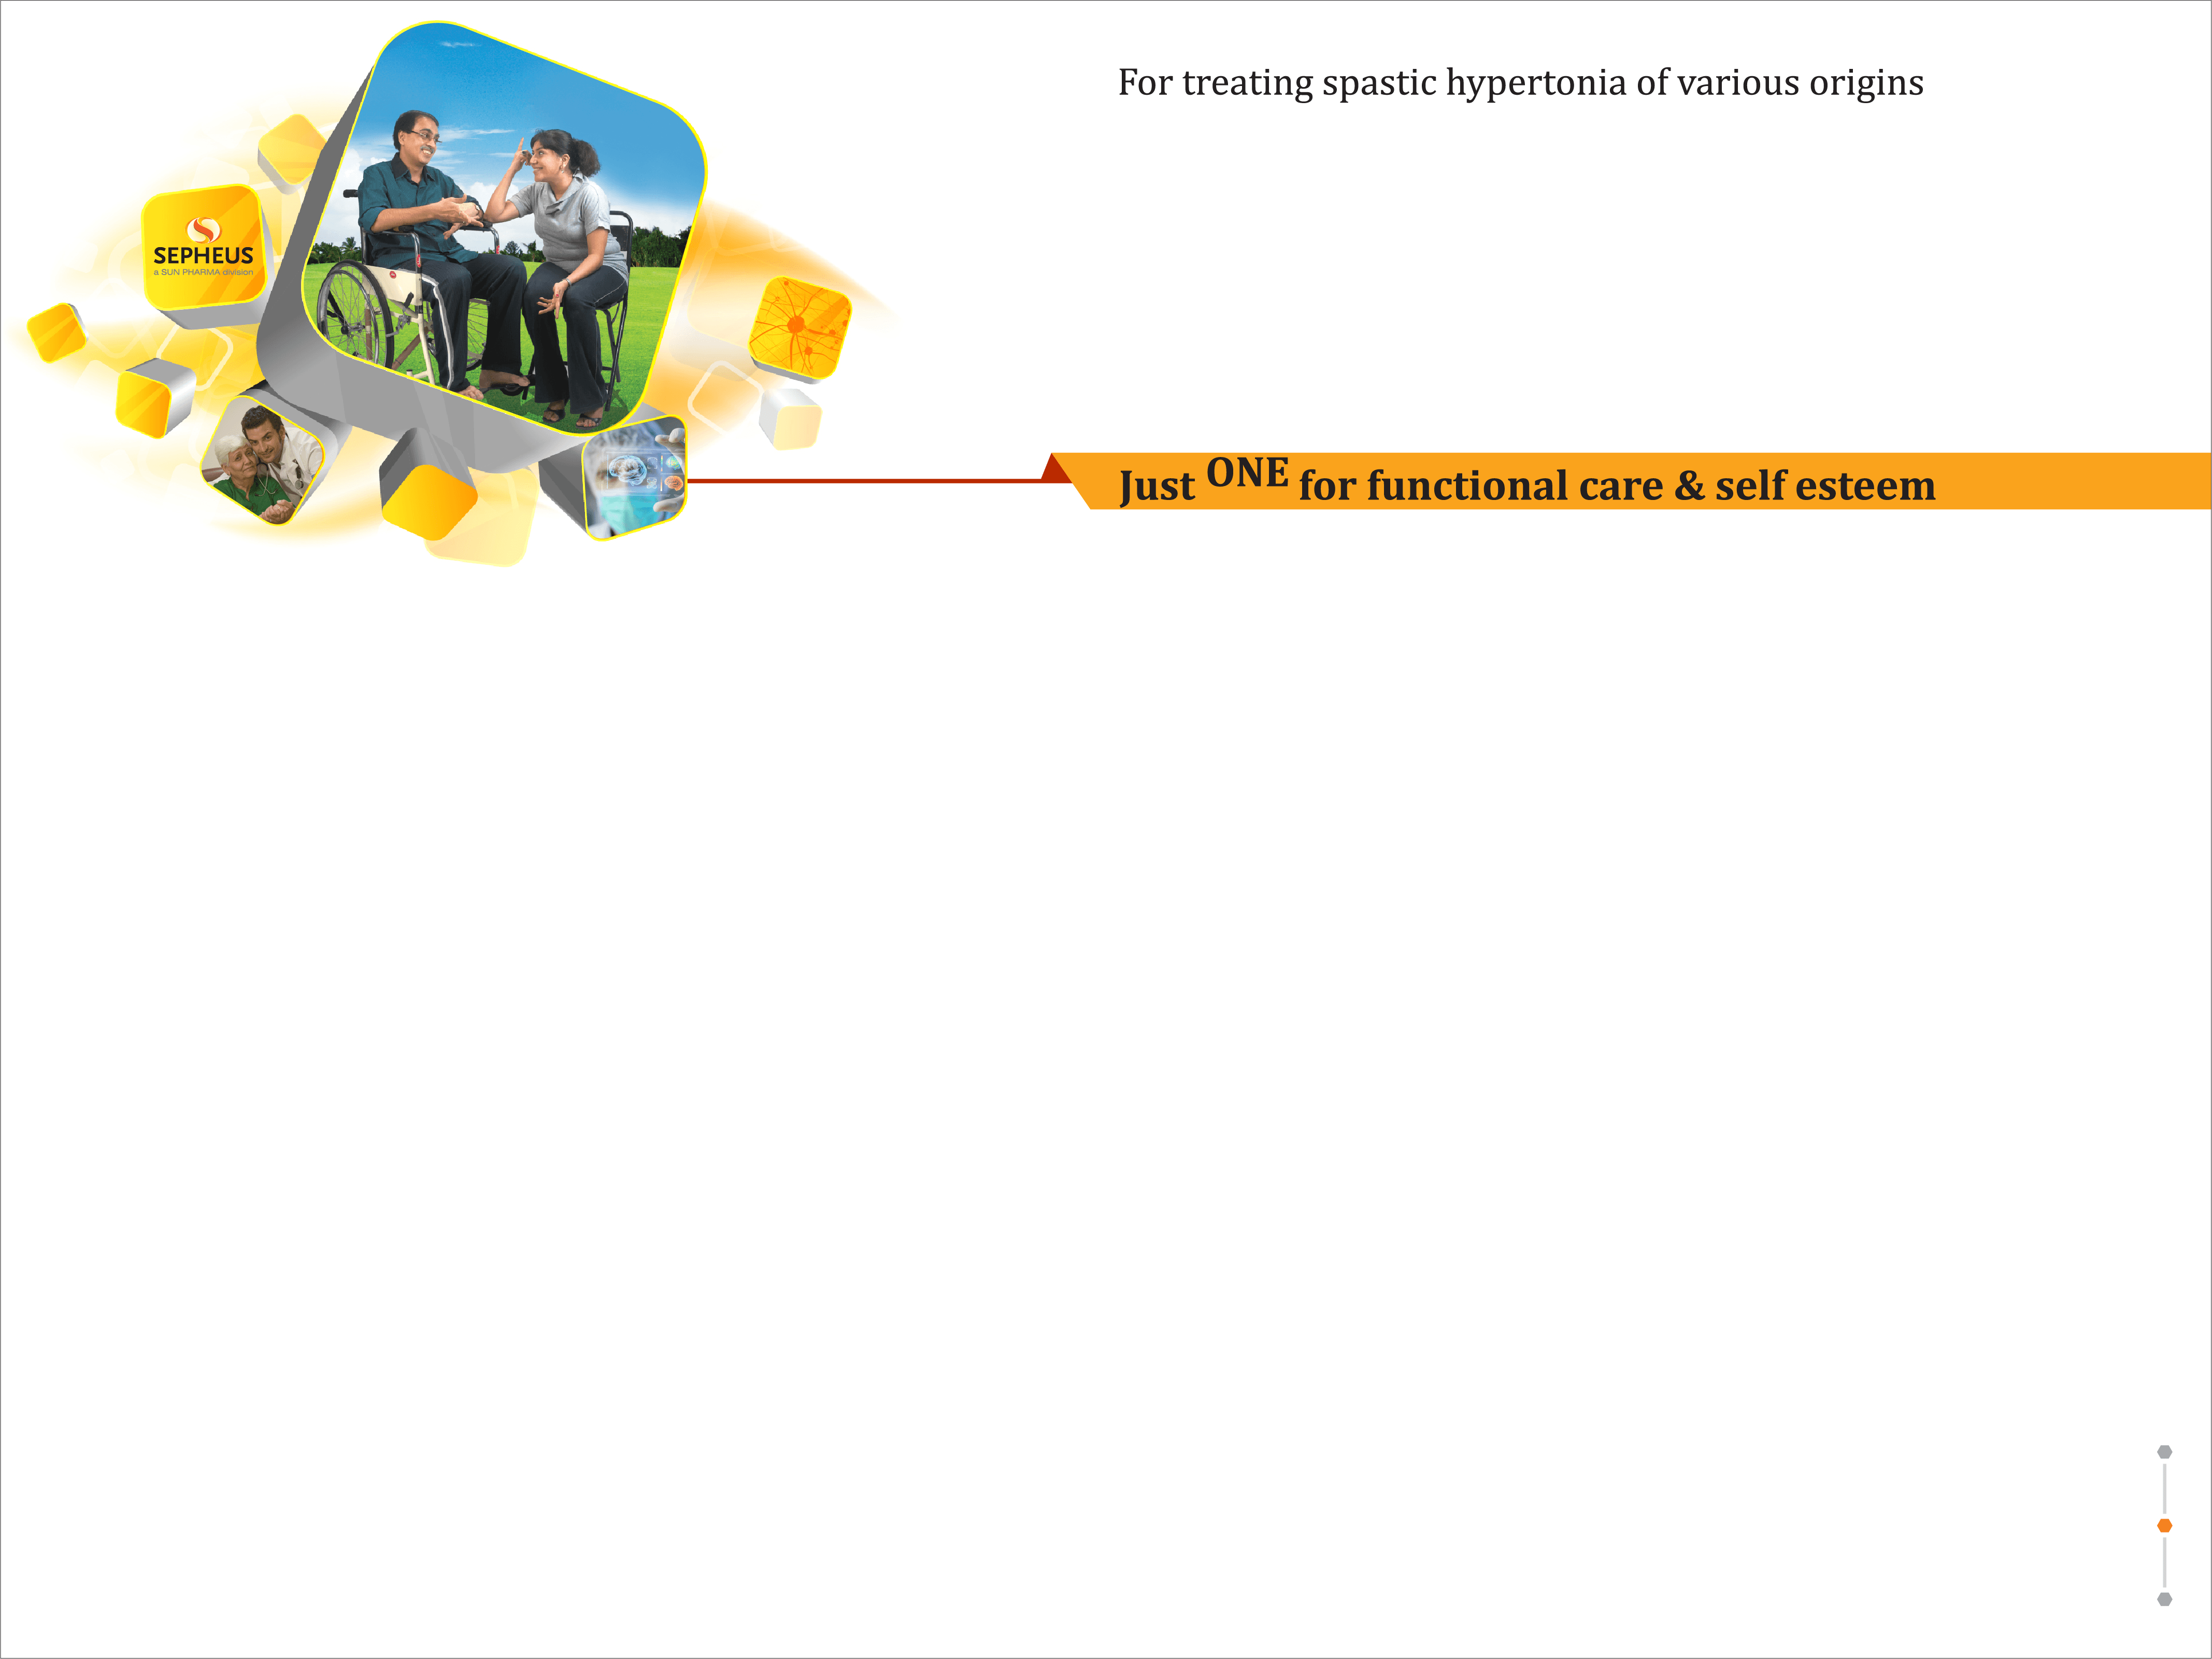 For treating spastic hypertonia of various origins
SEPHEUS
a SUN PHARMA division
Just ONE for functional care & self esteem